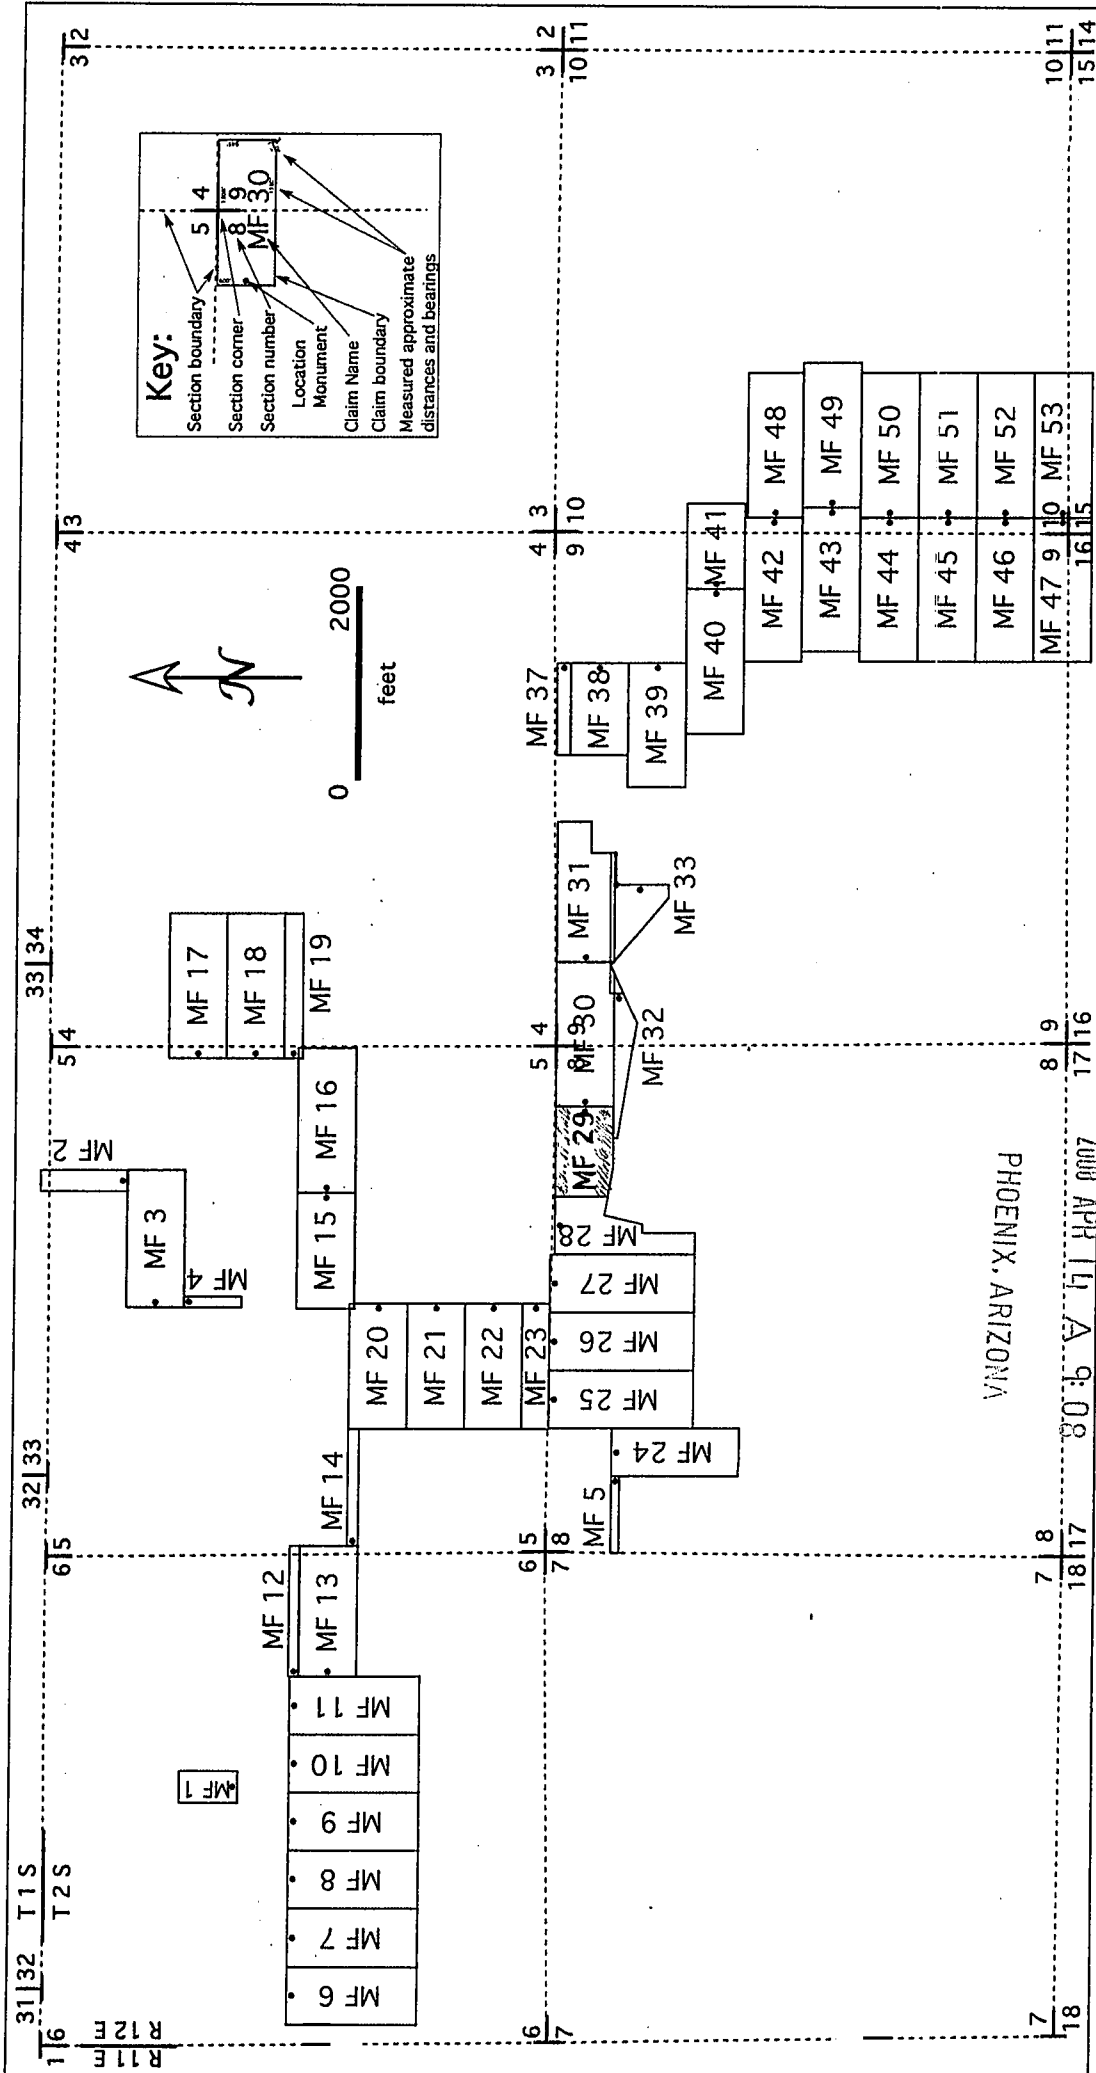 31|32 T 1 S
T 2 S
32|33
33|34
1|6
R 11 E
R 12 E
6|5
5|4
4|3
3|2
Key:
Section boundary
Section corner
Section number
Location
Monument
Claim Name
Claim boundary
Measured approximate
distances and bearings
5 4
8 9
MF 30
N
0 2000
feet
MF 1
MF 2
MF 3
MF 4
MF 17
MF 18
MF 19
MF 6
MF 7
MF 8
MF 9
MF 10
MF 11
MF 12
MF 13
MF 14
MF 15
MF 16
MF 20
MF 21
MF 22
MF 23
6
7
6 5
7 8
5 4
8 9
4 3
9 10
3 2
10 11
MF 5
MF 24
MF 25
MF 26
MF 27
MF 28
MF 29
MF 30
MF 31
MF 32
MF 33
MF 37
MF 38
MF 39
MF 40
MF 41
MF 42
MF 48
MF 43
MF 49
MF 44
MF 50
MF 45
MF 51
MF 46
MF 52
MF 47
MF 53
7
18
7 8
18 17
8 9
17 16
9 10
16 15
10 11
15 14
2008 APR 14 A 9:08
PHOENIX, ARIZONA